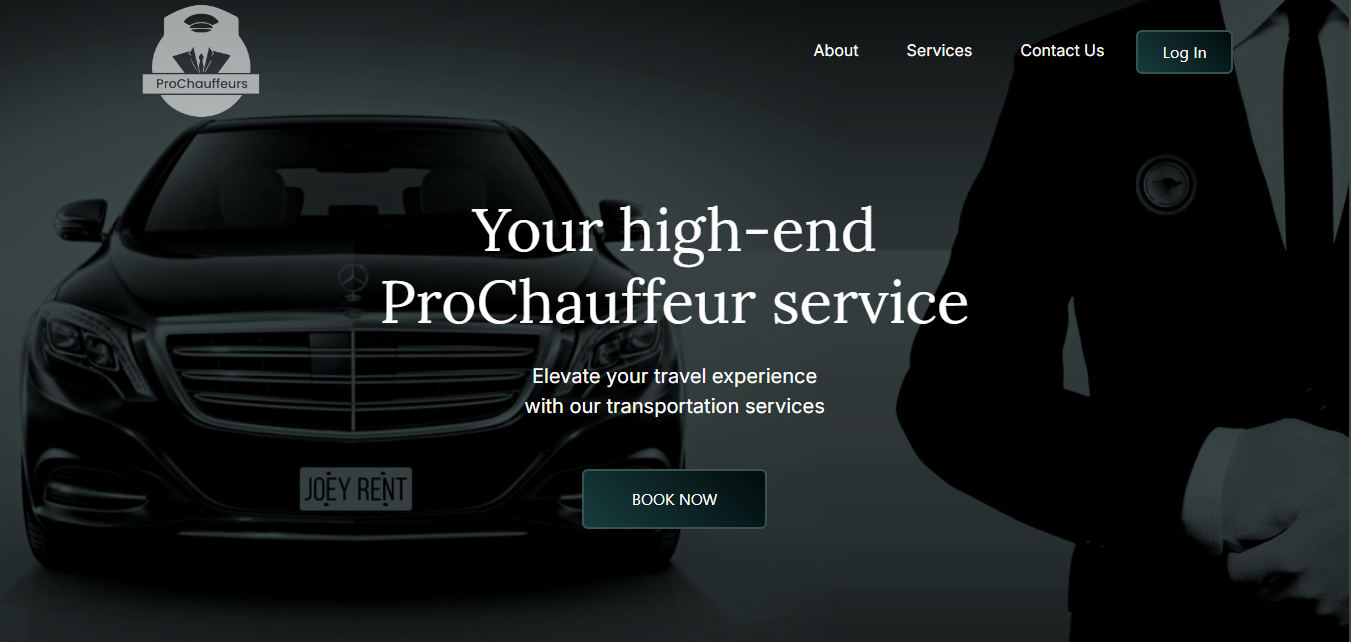 ProChauffeurs
About
Services
Contact Us
Log In
Your high-end
ProChauffeur service
Elevate your travel experience
with our transportation services
JOEY RENT
BOOK NOW